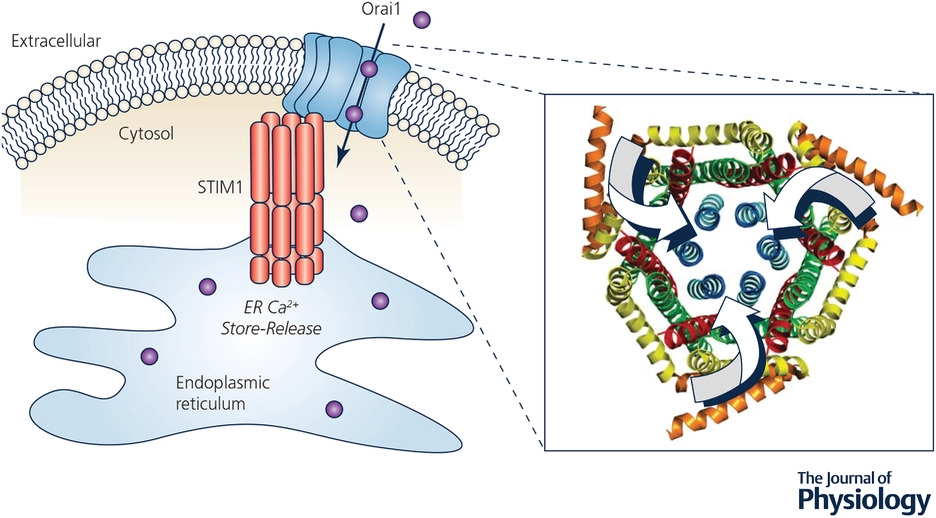 Orai1
Extracellular
Cytosol
STIM1
ER Ca²⁺
Store-Release
Endoplasmic
reticulum
The Journal of
Physiology